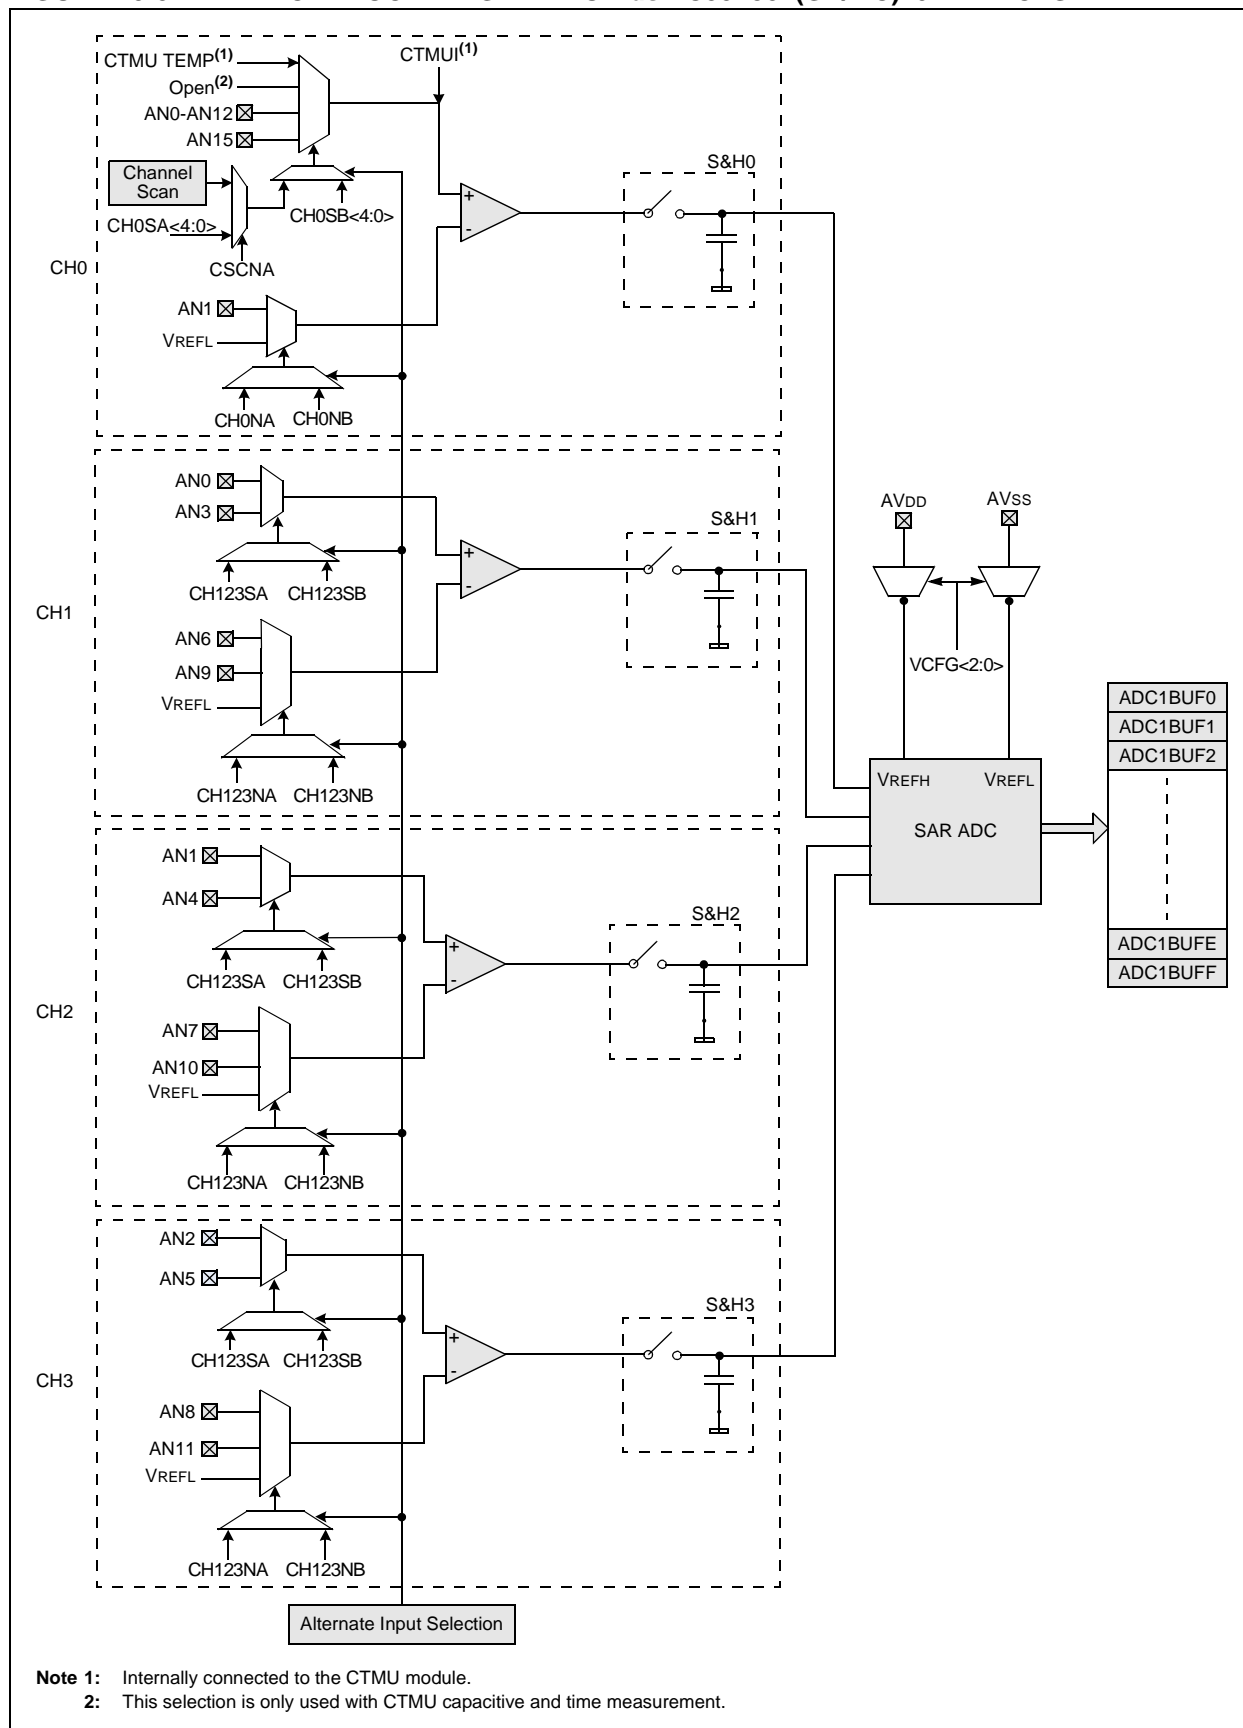 CTMU TEMP(1)
CTMUI(1)
Open(2)
AN0-AN12
AN15
Channel
Scan
CH0SA<4:0>
CH0SB<4:0>
CSCNA
S&H0
+
-
CH0
AN1
VREFL
CH0NA
CH0NB
AN0
AN3
CH123SA
CH123SB
S&H1
+
-
CH1
AN6
AN9
VREFL
CH123NA
CH123NB
AN1
AN4
CH123SA
CH123SB
S&H2
+
-
CH2
AN7
AN10
VREFL
CH123NA
CH123NB
AN2
AN5
CH123SA
CH123SB
S&H3
+
-
CH3
AN8
AN11
VREFL
CH123NA
CH123NB
Alternate Input Selection
AVDD
AVSS
VCFG<2:0>
VREFH
VREFL
SAR ADC
ADC1BUF0
ADC1BUF1
ADC1BUF2
ADC1BUFE
ADC1BUFF
Note 1: Internally connected to the CTMU module.
2: This selection is only used with CTMU capacitive and time measurement.